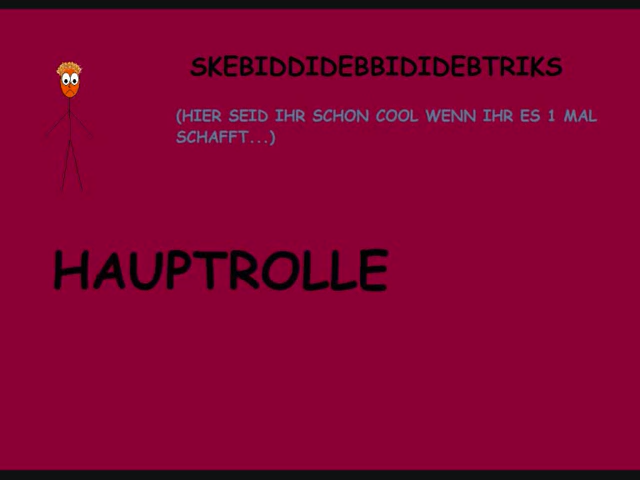 SKEBIDDIDEBBIDIDEBTRIKS
(HIER SEID IHR SCHON COOL WENN IHR ES 1 MAL
SCHAFFT...)
HAUPTROLLE